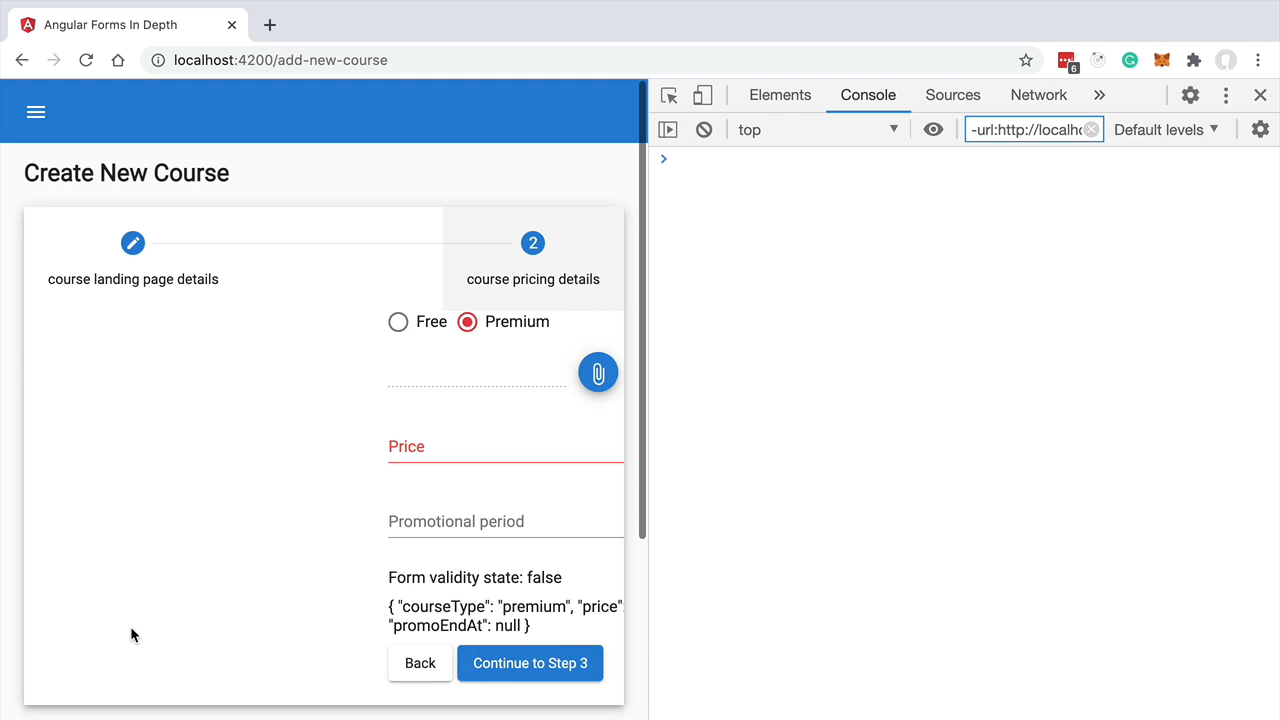 Angular Forms In Depth
localhost:4200/add-new-course
6
Elements Console Sources Network
top
-url:http://localh
Default levels
Create New Course
2
course landing page details
course pricing details
Free Premium
Price
Promotional period
Form validity state: false
{ "courseType": "premium", "price":
"promoEndAt": null }
Back Continue to Step 3